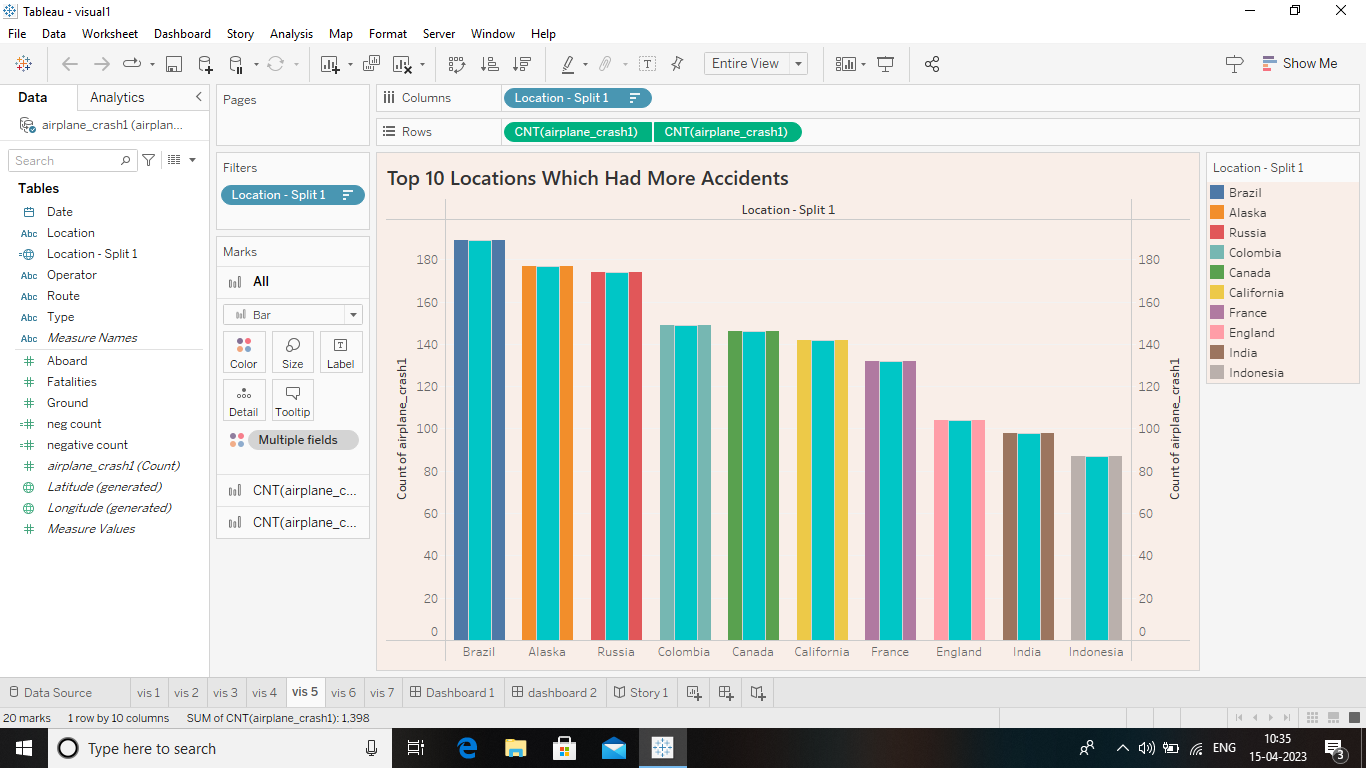 Tableau - visual1
File Data Worksheet Dashboard Story Analysis Map Format Server Window Help
Entire View
Show Me
Data Analytics
airplane_crash1 (airplan...
Search
Tables
Date
Abc Location
Location - Split 1
Abc Operator
Abc Route
Abc Type
Abc Measure Names
Aboard
Fatalities
Ground
neg count
negative count
airplane_crash1 (Count)
Latitude (generated)
Longitude (generated)
Measure Values
Pages
Filters
Location - Split 1
Marks
All
Bar
Color Size Label
Detail Tooltip
Multiple fields
CNT(airplane_c...
CNT(airplane_c...
Columns Location - Split 1
Rows CNT(airplane_crash1) CNT(airplane_crash1)
Top 10 Locations Which Had More Accidents
Location - Split 1
Count of airplane_crash1
180
160
140
120
100
80
60
40
20
0
Count of airplane_crash1
180
160
140
120
100
80
60
40
20
0
Brazil Alaska Russia Colombia Canada California France England India Indonesia
Location - Split 1
Brazil
Alaska
Russia
Colombia
Canada
California
France
England
India
Indonesia
Data Source vis 1 vis 2 vis 3 vis 4 vis 5 vis 6 vis 7 Dashboard 1 dashboard 2 Story 1
20 marks 1 row by 10 columns SUM of CNT(airplane_crash1): 1,398
Type here to search
ENG
10:35
15-04-2023
3